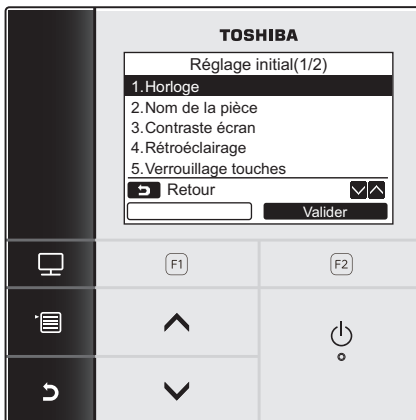 TOSHIBA
Réglage initial(1/2)
1.Horloge
2.Nom de la pièce
3.Contraste écran
4.Rétroéclairage
5.Verrouillage touches
Retour
Valider
F1 F2